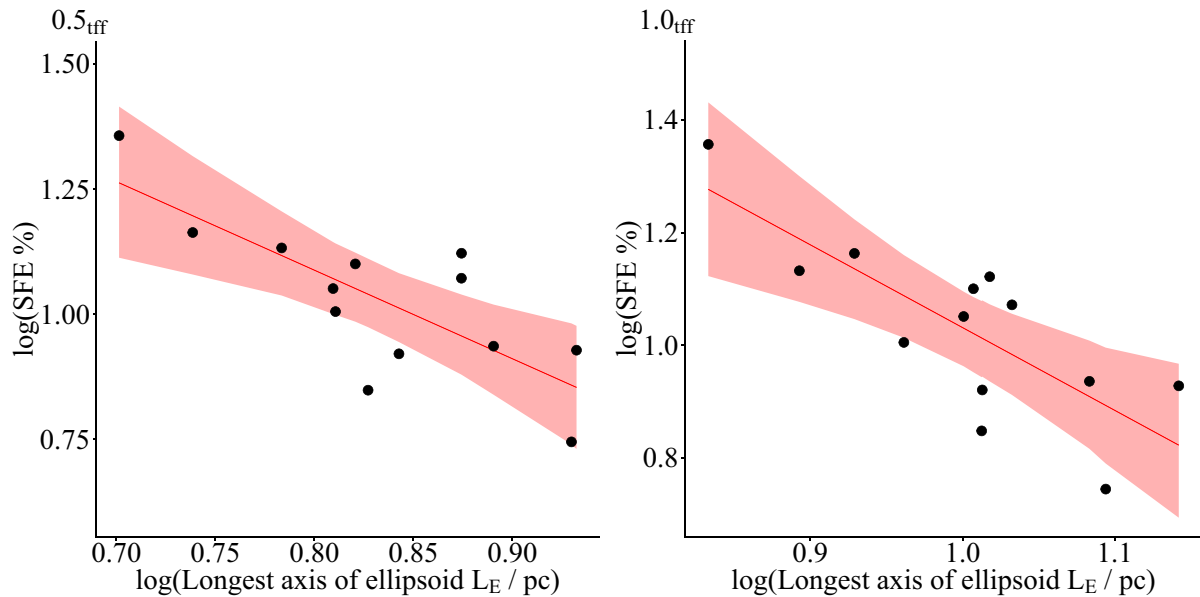 0.5tff
1.50
1.25
1.00
0.75
log(SFE %)
0.70 0.75 0.80 0.85 0.90
log(Longest axis of ellipsoid LE / pc)
1.0tff
1.4
1.2
1.0
0.8
log(SFE %)
0.9 1.0 1.1
log(Longest axis of ellipsoid LE / pc)